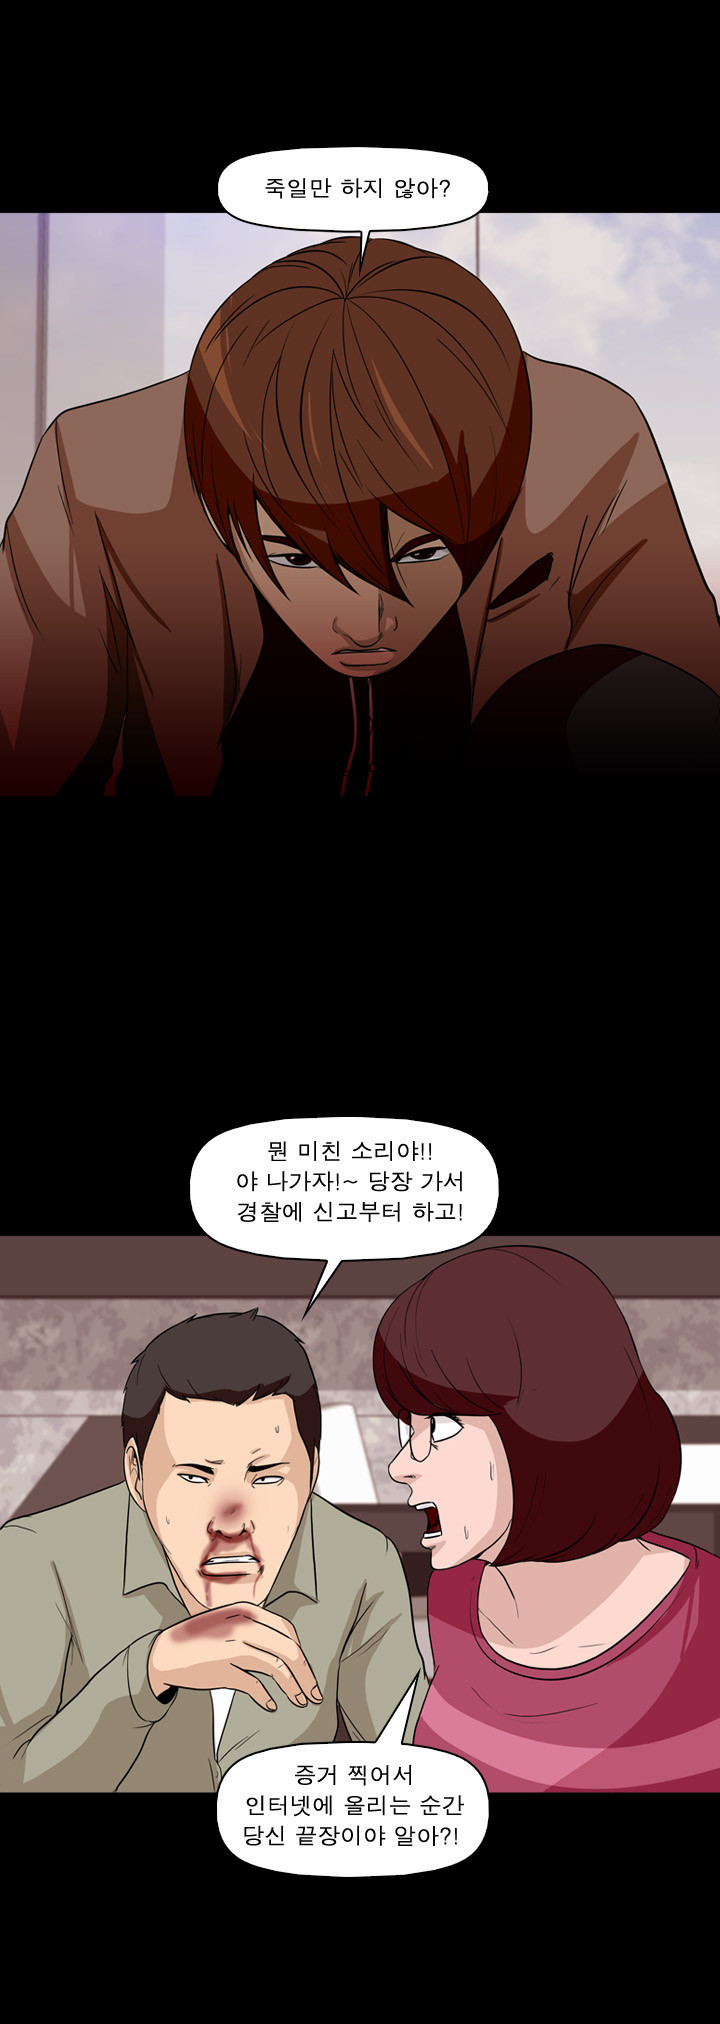 죽일만 하지 않아?
뭔 미친 소리야!!
야 나가자!~ 당장 가서
경찰에 신고부터 하고!
증거 찍어서
인터넷에 올리는 순간
당신 끝장이야 알아?!